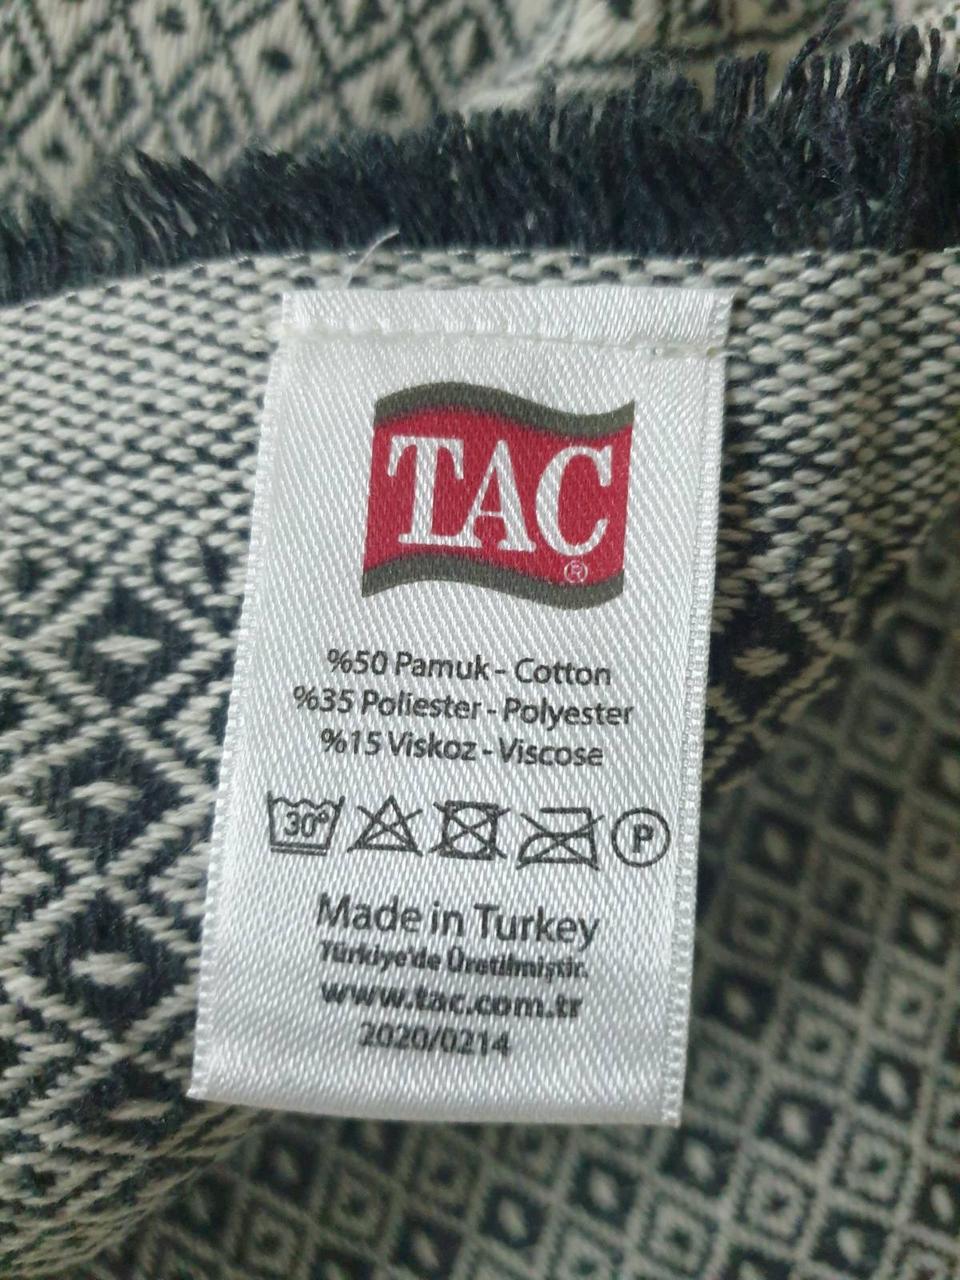 TAC
®
%50 Pamuk - Cotton
%35 Poliester - Polyester
%15 Viskoz - Viscose
30° P
Made in Turkey
Türkiye'de Üretilmiştir.
www.tac.com.tr
2020/0214